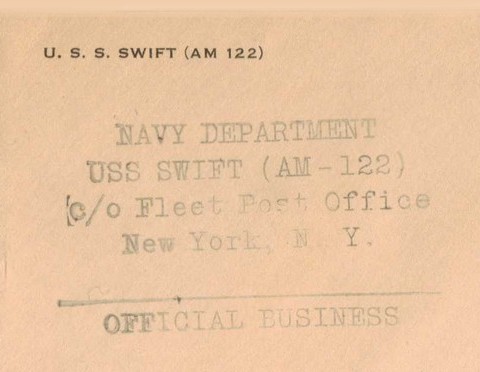 U. S. S. SWIFT (AM 122)
NAVY DEPARTMENT
USS SWIFT (AM-122)
c/o Fleet Post Office
New York, N. Y.
OFFICIAL BUSINESS